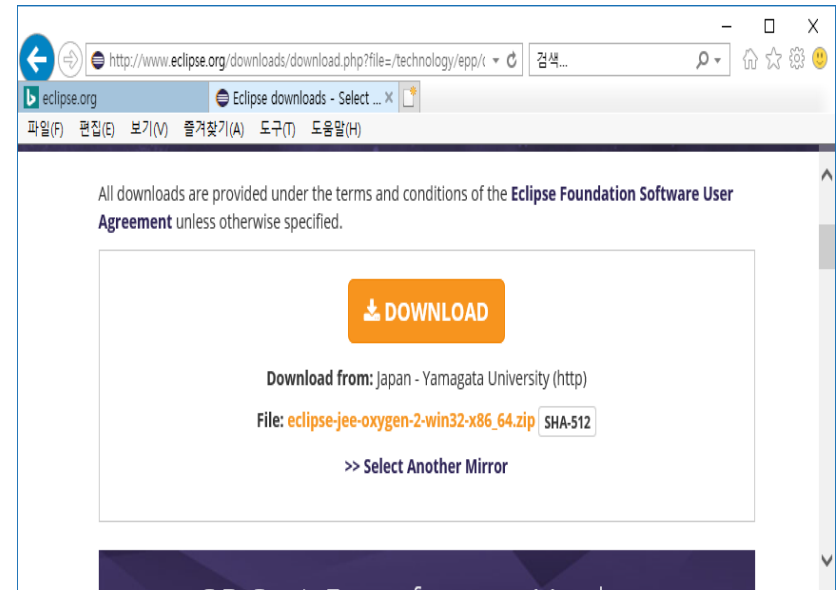 http://www.eclipse.org/downloads/download.php?file=/technology/epp/
검색...
eclipse.org
Eclipse downloads - Select ...
파일(F) 편집(E) 보기(V) 즐겨찾기(A) 도구(T) 도움말(H)
All downloads are provided under the terms and conditions of the Eclipse Foundation Software User
Agreement unless otherwise specified.
DOWNLOAD
Download from: Japan - Yamagata University (http)
File: eclipse-jee-oxygen-2-win32-x86_64.zip SHA-512
>> Select Another Mirror